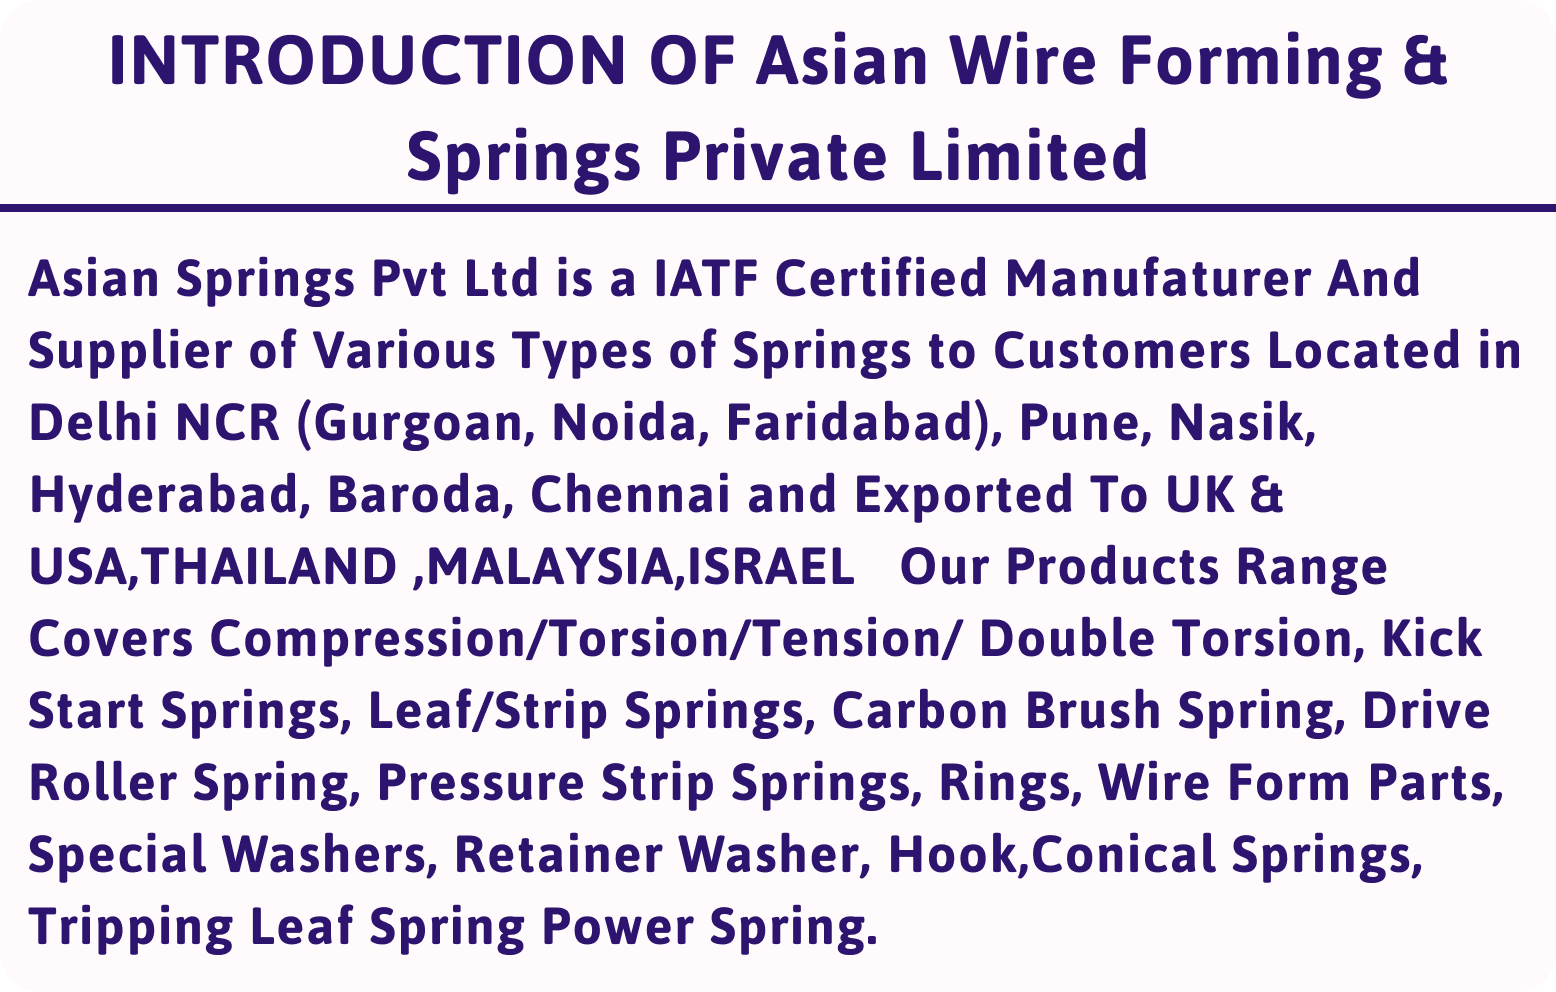 INTRODUCTION OF Asian Wire Forming &
Springs Private Limited
Asian Springs Pvt Ltd is a IATF Certified Manufaturer And
Supplier of Various Types of Springs to Customers Located in
Delhi NCR (Gurgoan, Noida, Faridabad), Pune, Nasik,
Hyderabad, Baroda, Chennai and Exported To UK &
USA,THAILAND ,MALAYSIA,ISRAEL   Our Products Range
Covers Compression/Torsion/Tension/ Double Torsion, Kick
Start Springs, Leaf/Strip Springs, Carbon Brush Spring, Drive
Roller Spring, Pressure Strip Springs, Rings, Wire Form Parts,
Special Washers, Retainer Washer, Hook,Conical Springs,
Tripping Leaf Spring Power Spring.